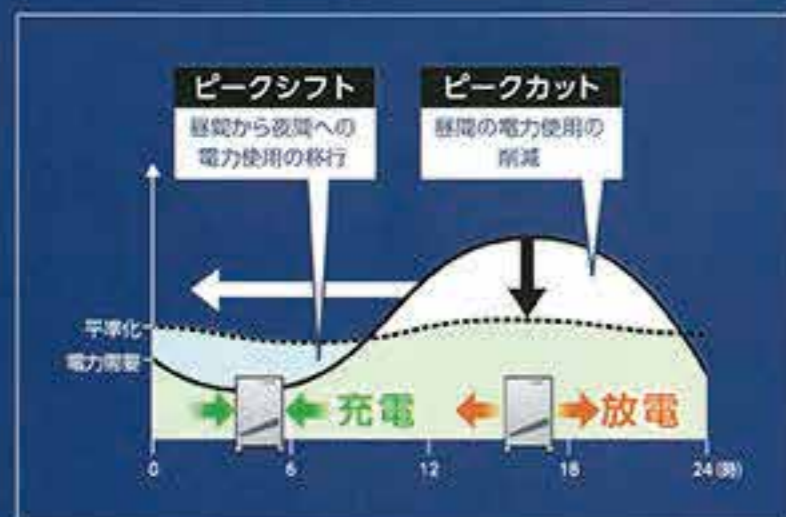 ピークシフト
昼間から夜間への
電力使用の移行
ピークカット
昼間の電力使用の
削減
平準化
電力需要
充電
放電
0
6
12
18
24(時)